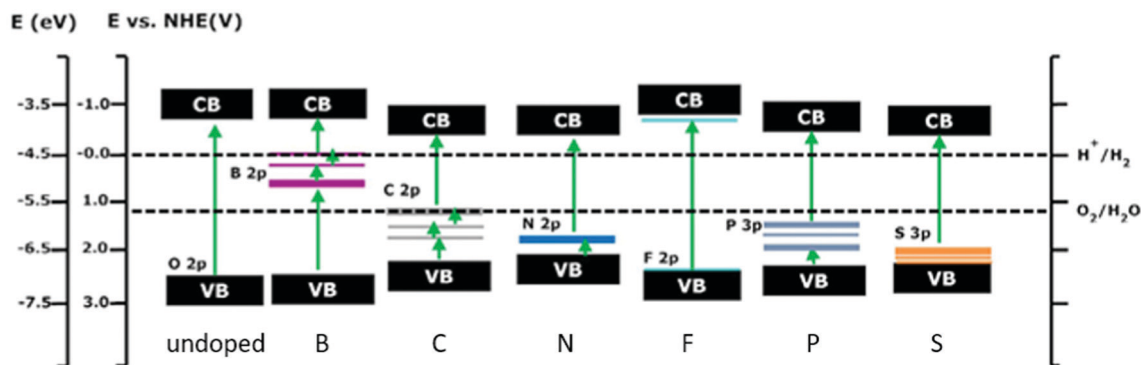 E (eV) E vs. NHE(V)
-3.5 -1.0
-4.5 -0.0
-5.5 1.0
-6.5 2.0
-7.5 3.0
CB CB CB CB CB CB CB
H⁺/H₂
O₂/H₂O
O 2p
B 2p
C 2p
N 2p
F 2p
P 3p
S 3p
VB VB VB VB VB VB VB
undoped B C N F P S